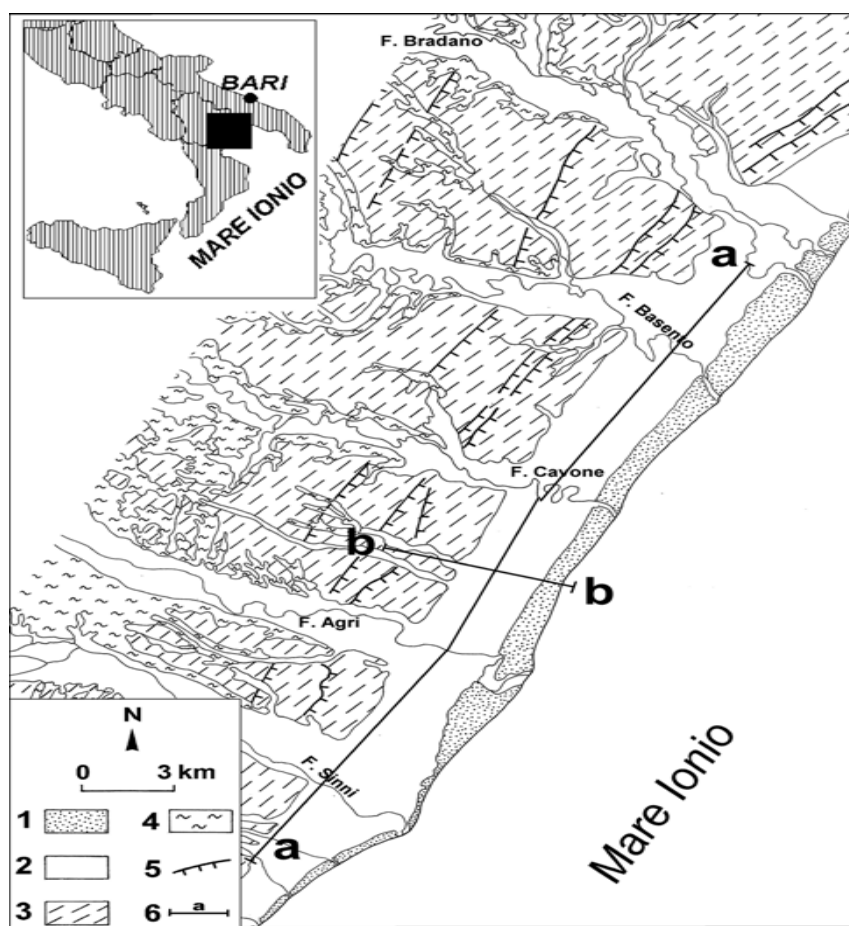 F. Bradano
BARI
MARE IONIO
a
F. Basento
F. Cavone
b
b
F. Agri
N
0 3 km
F. Sinni
Mare Ionio
1 4
a
2 5
3 6 a